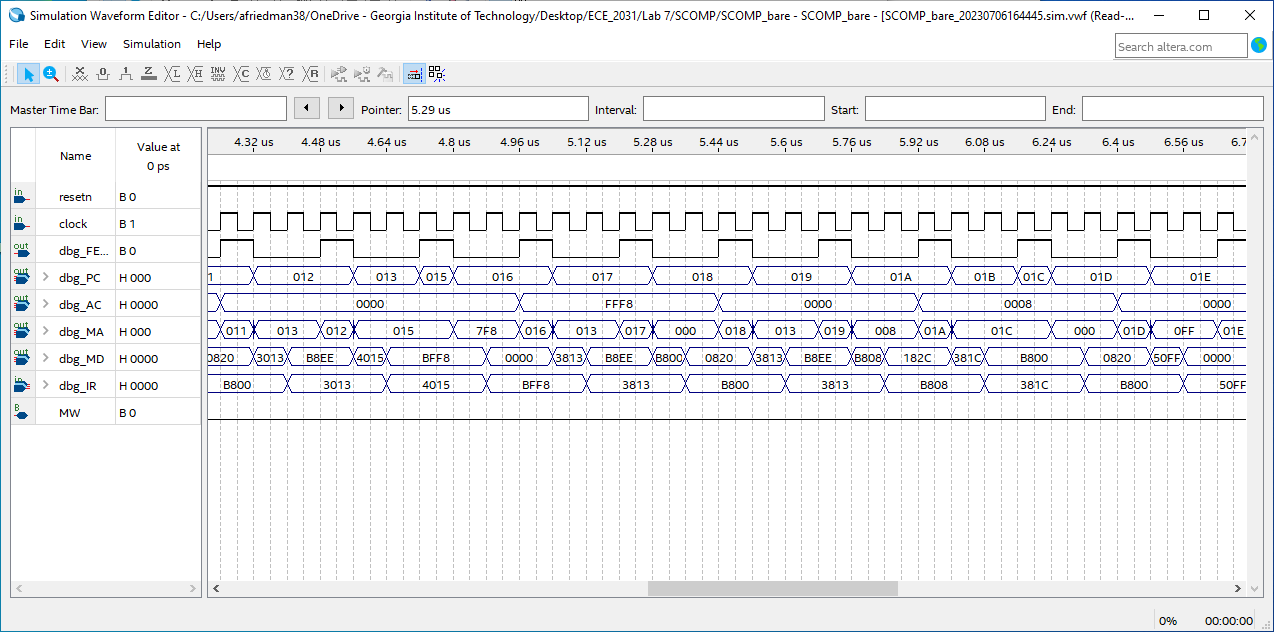 Simulation Waveform Editor - C:/Users/afriedman38/OneDrive - Georgia Institute of Technology/Desktop/ECE_2031/Lab 7/SCOMP/SCOMP_bare - SCOMP_bare - [SCOMP_bare_20230706164445.sim.vwf (Read-...
File Edit View Simulation Help
Search altera.com
Master Time Bar: Pointer: 5.29 us Interval: Start: End:
Name Value at
0 ps
4.32 us 4.48 us 4.64 us 4.8 us 4.96 us 5.12 us 5.28 us 5.44 us 5.6 us 5.76 us 5.92 us 6.08 us 6.24 us 6.4 us 6.56 us 6.7
in resetn B 0
in clock B 1
out dbg_FE... B 0
out dbg_PC H 000 1 012 013 015 016 017 018 019 01A 01B 01C 01D 01E
out dbg_AC H 0000 0000 FFF8 0000 0008 0000
out dbg_MA H 000 011 013 012 015 7F8 016 013 017 000 018 013 019 008 01A 01C 000 01D 0FF 01E
out dbg_MD H 0000 0820 3013 B8EE 4015 BFF8 0000 3813 B8EE B800 0820 3813 B8EE B808 182C 381C B800 0820 50FF 0000
in dbg_IR H 0000 B800 3013 4015 BFF8 3813 B800 3813 B808 381C B800 50FF
B MW B 0
0% 00:00:00